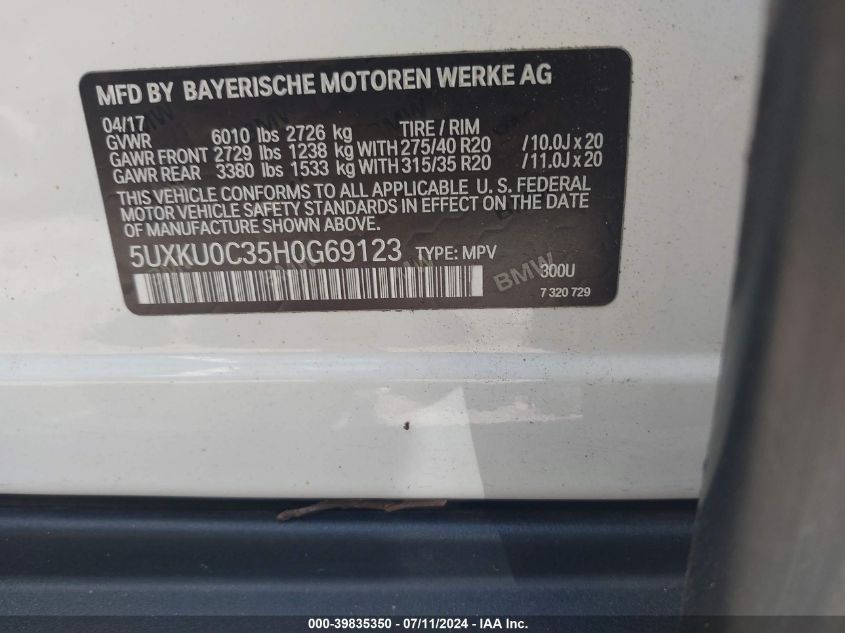 MFD BY BAYERISCHE MOTOREN WERKE AG
04/17
GVWR 6010 lbs 2726 kg TIRE / RIM
GAWR FRONT 2729 lbs 1238 kg WITH 275/40 R20 /10.0J x 20
GAWR REAR 3380 lbs 1533 kg WITH 315/35 R20 /11.0J x 20
THIS VEHICLE CONFORMS TO ALL APPLICABLE U. S. FEDERAL
MOTOR VEHICLE SAFETY STANDARDS IN EFFECT ON THE DATE
OF MANUFACTURE SHOWN ABOVE.
5UXKU0C35H0G69123 TYPE: MPV
BMW
300U
7 320 729
000-39835350 - 07/11/2024 - IAA Inc.